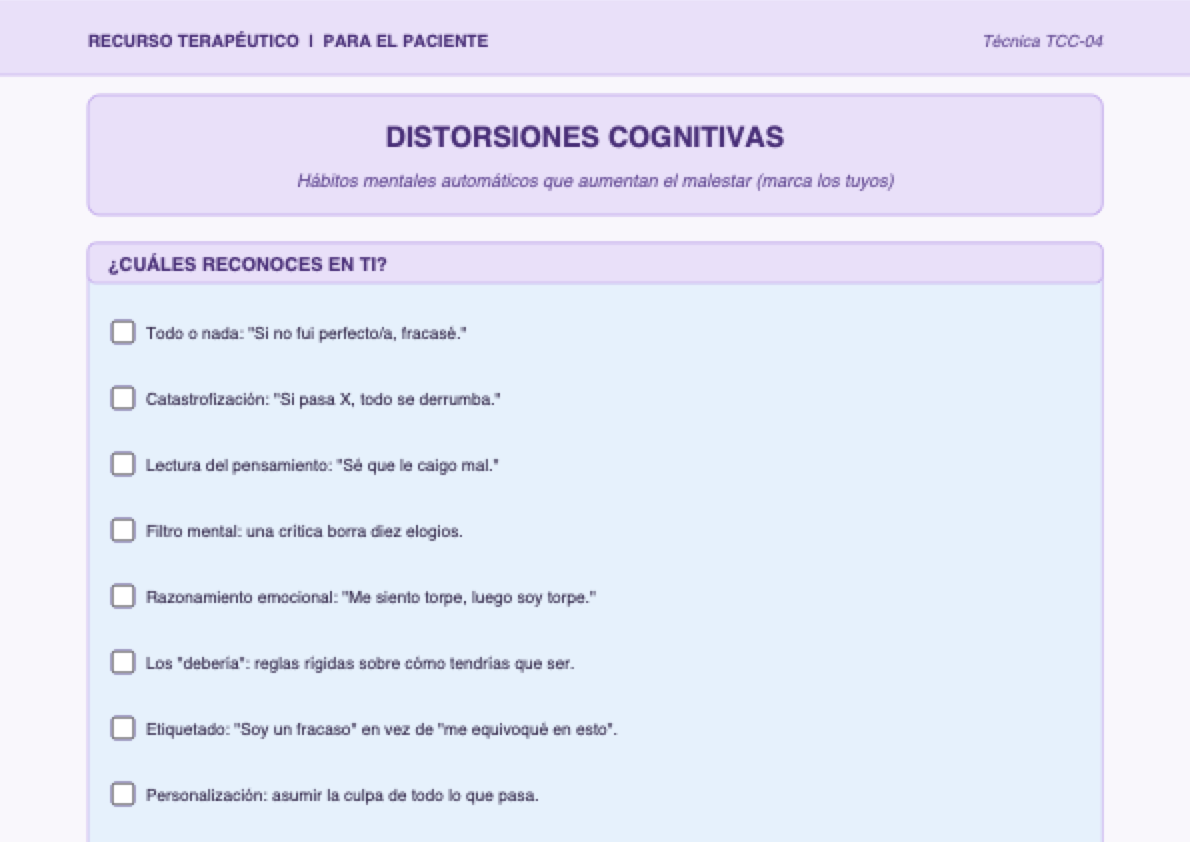 RECURSO TERAPÉUTICO | PARA EL PACIENTE
Técnica TCC-04
DISTORSIONES COGNITIVAS
Hábitos mentales automáticos que aumentan el malestar (marca los tuyos)
¿CUÁLES RECONOCES EN TI?
Todo o nada: "Si no fui perfecto/a, fracasé."
Catastrofización: "Si pasa X, todo se derrumba."
Lectura del pensamiento: "Sé que le caigo mal."
Filtro mental: una crítica borra diez elogios.
Razonamiento emocional: "Me siento torpe, luego soy torpe."
Los "debería": reglas rígidas sobre cómo tendrías que ser.
Etiquetado: "Soy un fracaso" en vez de "me equivoqué en esto".
Personalización: asumir la culpa de todo lo que pasa.